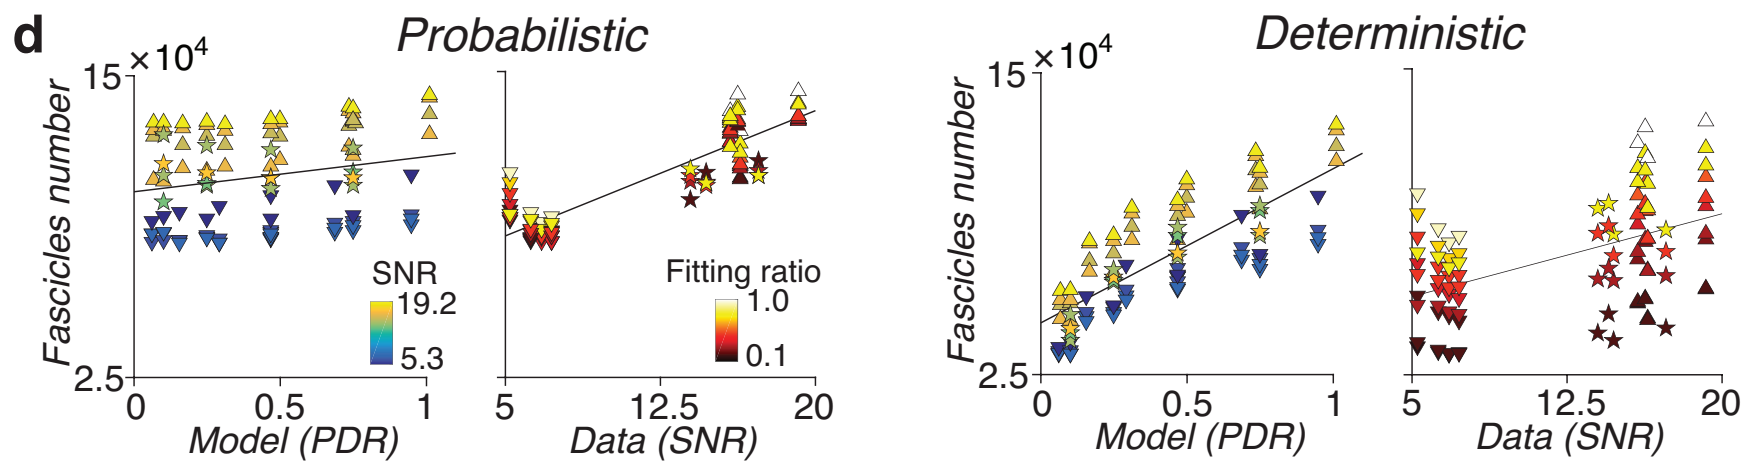 d
Probabilistic
Deterministic
×10⁴
15
2.5
Fascicles number
0
0.5
1
Model (PDR)
SNR
19.2
5.3
5
12.5
20
Data (SNR)
Fitting ratio
1.0
0.1
×10⁴
15
2.5
Fascicles number
0
0.5
1
Model (PDR)
5
12.5
20
Data (SNR)